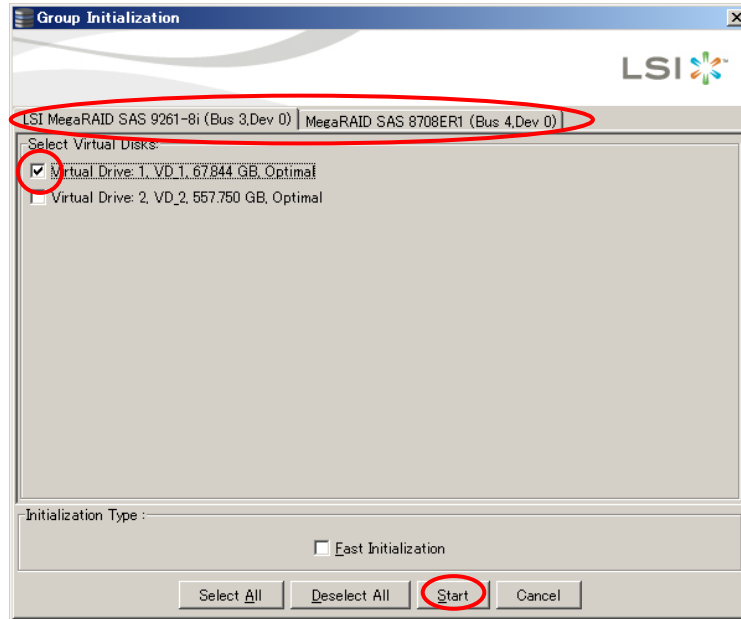 Group Initialization
LSI
LSI MegaRAID SAS 9261-8i (Bus 3,Dev 0) MegaRAID SAS 8708ER1 (Bus 4,Dev 0)
Select Virtual Disks:
Virtual Drive: 1, VD_1, 67.844 GB, Optimal
Virtual Drive: 2, VD_2, 557.750 GB, Optimal
Initialization Type :
Fast Initialization
Select All Deselect All Start Cancel